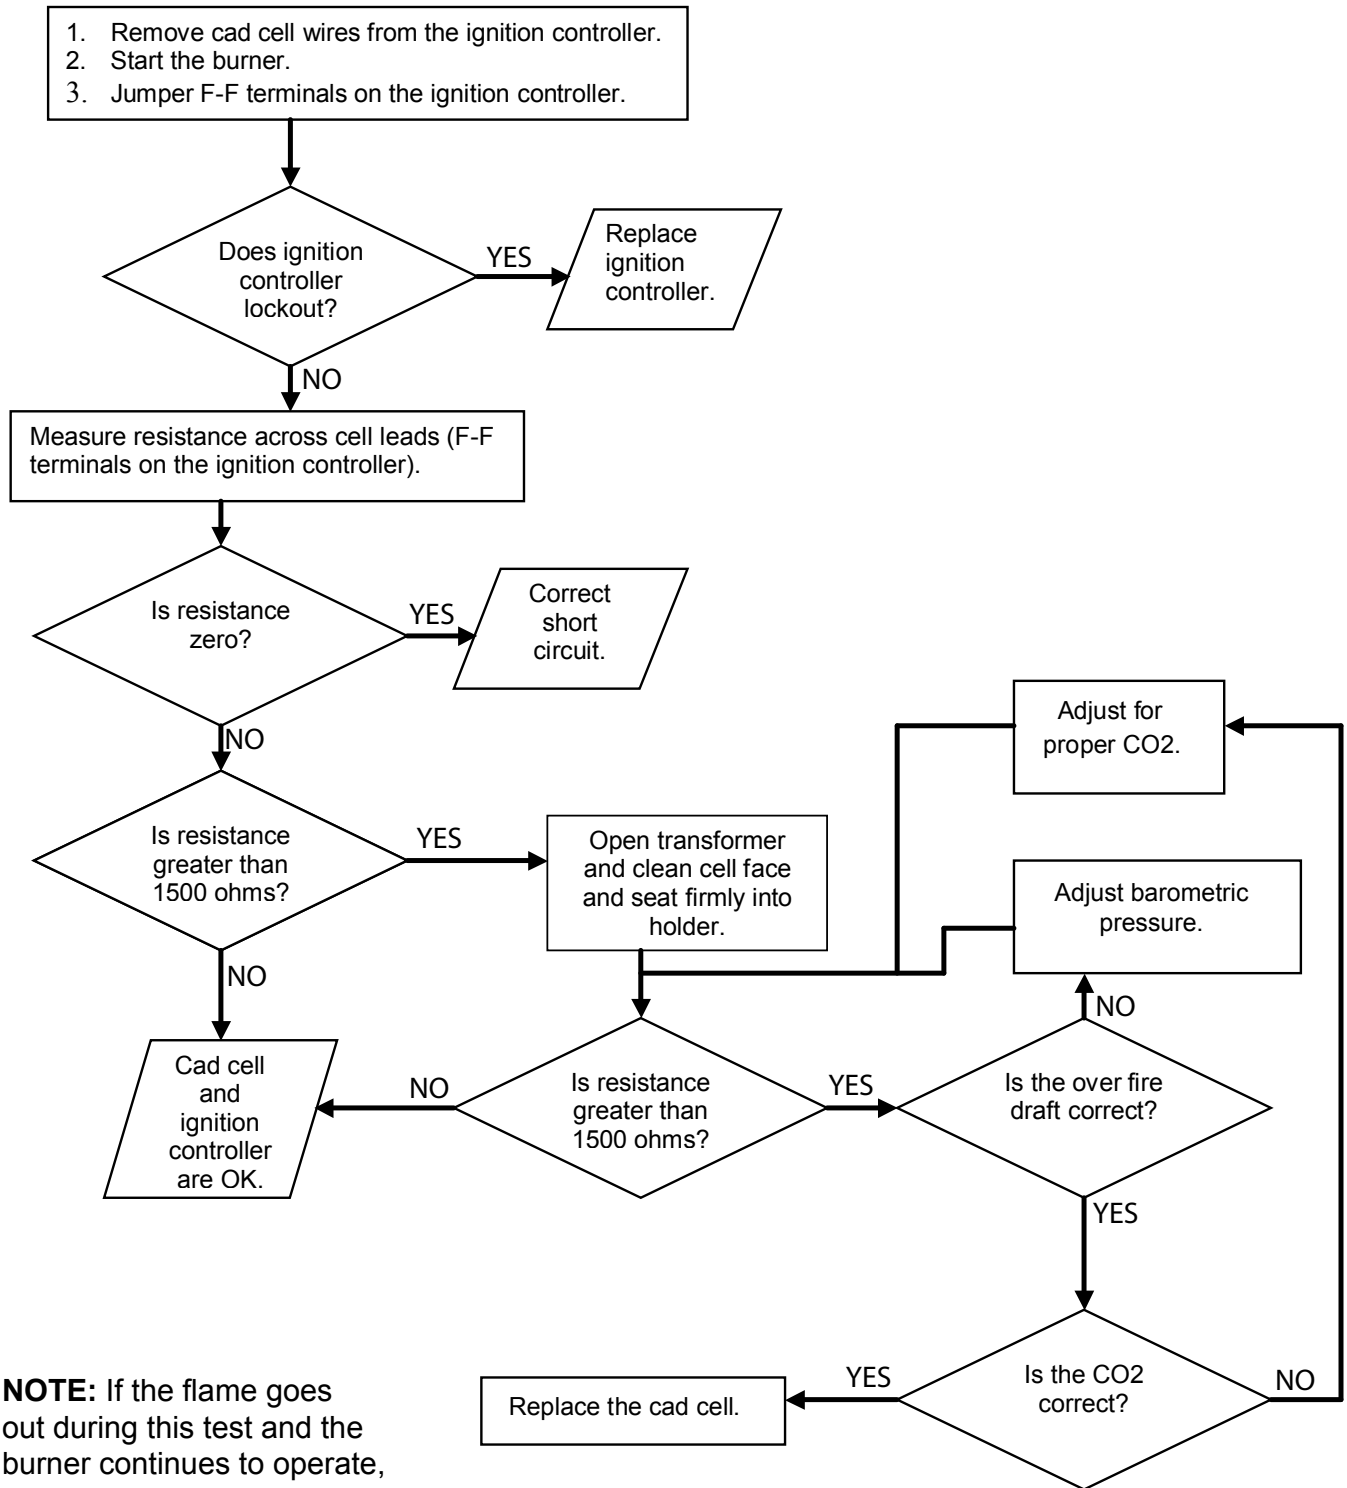 1. Remove cad cell wires from the ignition controller.
2. Start the burner.
3. Jumper F-F terminals on the ignition controller.
Does ignition
controller
lockout?
YES
Replace
ignition
controller.
NO
Measure resistance across cell leads (F-F
terminals on the ignition controller).
Is resistance
zero?
YES
Correct
short
circuit.
NO
Is resistance
greater than
1500 ohms?
YES
Open transformer
and clean cell face
and seat firmly into
holder.
Adjust for
proper CO2.
Adjust barometric
pressure.
NO
NO
Cad cell
and
ignition
controller
are OK.
NO
Is resistance
greater than
1500 ohms?
YES
Is the over fire
draft correct?
YES
Is the CO2
correct?
NO
YES
Replace the cad cell.
NOTE: If the flame goes
out during this test and the
burner continues to operate,